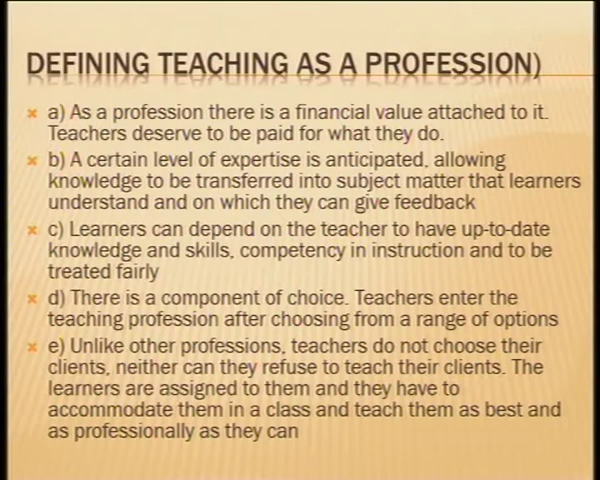 DEFINING TEACHING AS A PROFESSION)
a) As a profession there is a financial value attached to it.
Teachers deserve to be paid for what they do.
b) A certain level of expertise is anticipated, allowing
knowledge to be transferred into subject matter that learners
understand and on which they can give feedback
c) Learners can depend on the teacher to have up-to-date
knowledge and skills, competency in instruction and to be
treated fairly
d) There is a component of choice. Teachers enter the
teaching profession after choosing from a range of options
e) Unlike other professions, teachers do not choose their
clients, neither can they refuse to teach their clients. The
learners are assigned to them and they have to
accommodate them in a class and teach them as best and
as professionally as they can